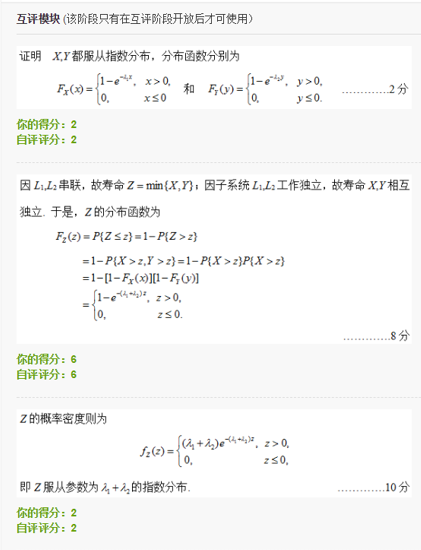 互评模块 (该阶段只有在互评阶段开放后才可使用)
证明 X,Y 都服从指数分布，分布函数分别为
F_X(x) = { 1-e^{-λ₁x}, x>0, 0, x≤0 和 F_Y(y) = { 1-e^{-λ₂y}, y>0, 0, y≤0. …………2 分
你的得分：2
自评评分：2
因 L₁,L₂ 串联，故寿命 Z = min{X,Y}；因子系统 L₁,L₂ 工作独立，故寿命 X,Y 相互
独立. 于是，Z 的分布函数为
F_Z(z) = P{Z ≤ z} = 1-P{Z > z}
= 1-P{X > z,Y > z} = 1-P{X > z}P{X > z}
= 1-[1-F_X(x)][1-F_Y(y)]
= { 1-e^{-(λ₁+λ₂)z}, z>0, 0, z≤0.
…………8 分
你的得分：6
自评评分：6
Z 的概率密度则为
f_Z(z) = { (λ₁+λ₂)e^{-(λ₁+λ₂)z}, z>0, 0, z≤0,
即 Z 服从参数为 λ₁+λ₂ 的指数分布. …………10 分
你的得分：2
自评评分：2